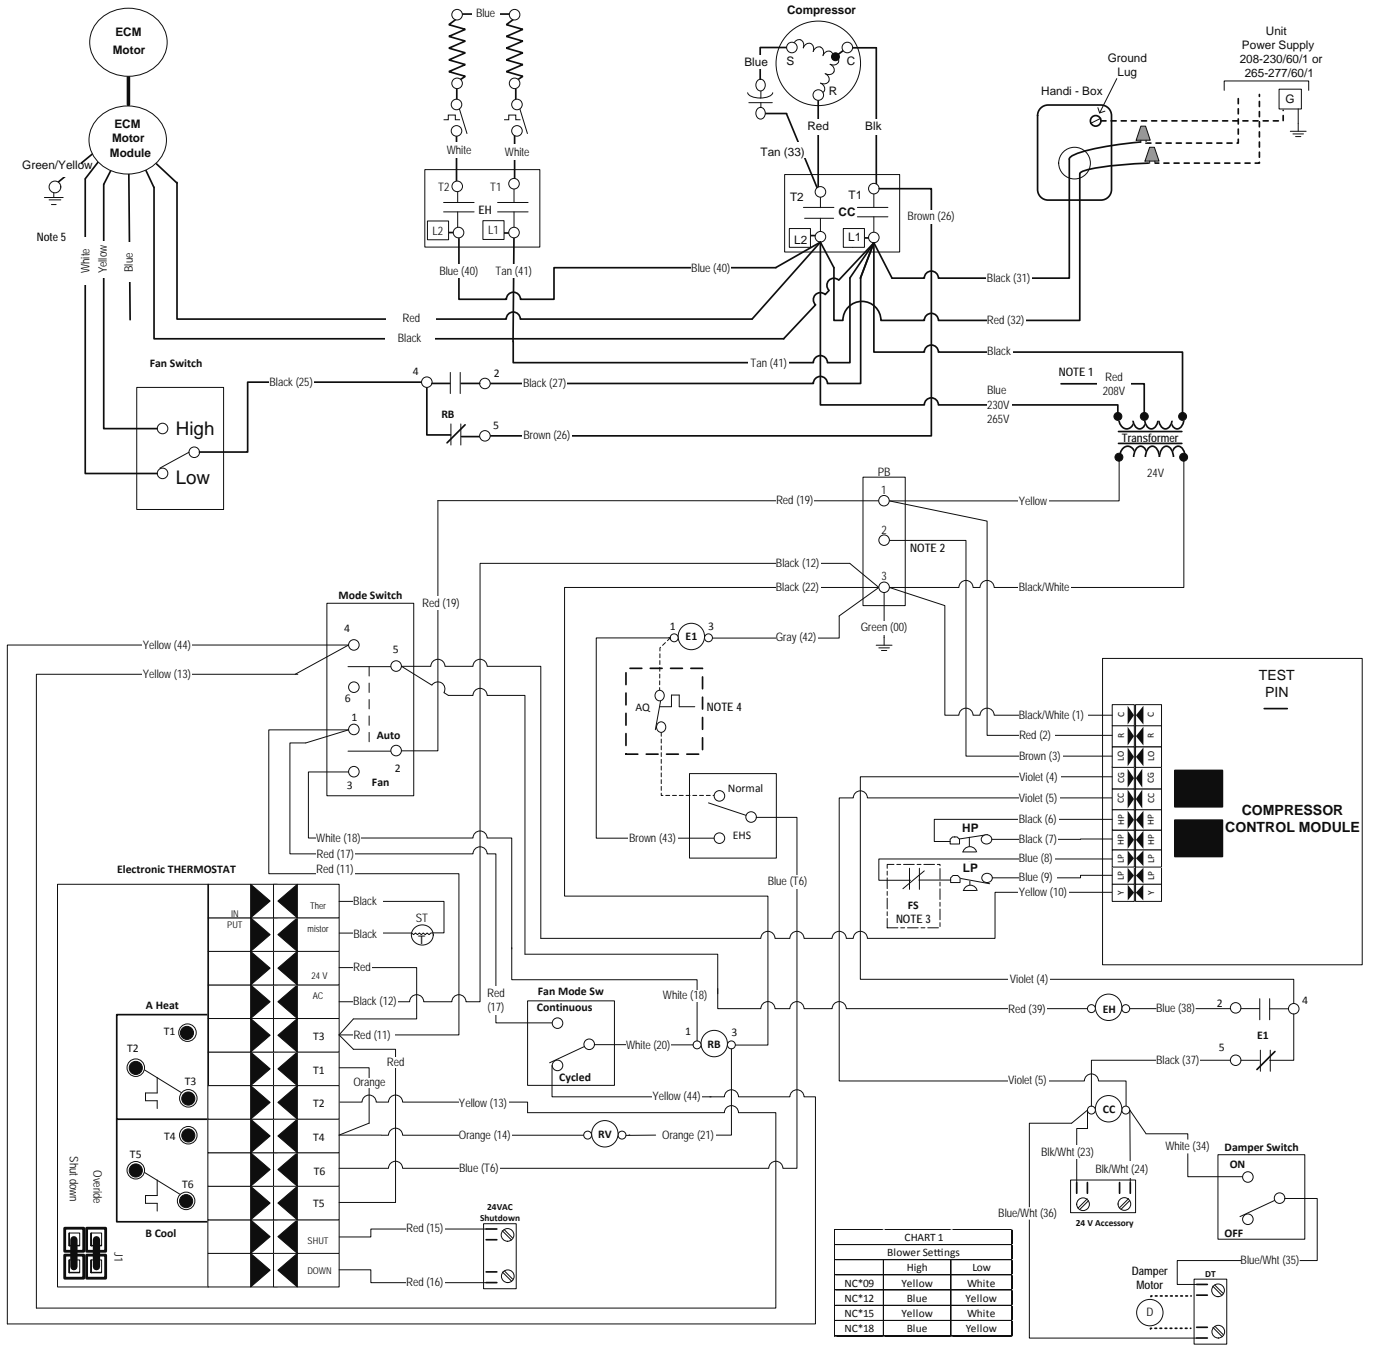 ECM
Motor
ECM
Motor
Module
Green/Yellow
Note 5
White
Yellow
Blue
Blue
White
White
T2
T1
EH
L2
L1
Blue (40)
Tan (41)
Compressor
Blue
S
C
R
Red
Blk
Tan (33)
T2
T1
CC
L2
L1
Brown (26)
Unit
Power Supply
208-230/60/1 or
265-277/60/1
Ground
Lug
Handi - Box
G
Blue (40)
Black (31)
Red
Red (32)
Black
Black
Tan (41)
Fan Switch
High
Low
Black (25)
4
2
Black (27)
RB
5
Brown (26)
NOTE 1
Red
208V
Blue
230V
265V
Transformer
24V
PB
1
Red (19)
Yellow
2
NOTE 2
Black (12)
3
Black (22)
Black/White
Green (00)
Mode Switch
Red (19)
4
5
6
1
Auto
2
3
Fan
Yellow (44)
Yellow (13)
1
E1
3
Gray (42)
AQ
NOTE 4
Normal
EHS
Brown (43)
Blue (T6)
TEST
PIN
COMPRESSOR
CONTROL MODULE
Black/White (1)
C
C
Red (2)
R
R
Brown (3)
LO
LO
Violet (4)
CG
CG
Violet (5)
CC
CC
Black (6)
HP
HP
HP
Black (7)
HP
HP
Blue (8)
LP
LP
LP
Blue (9)
LP
LP
Yellow (10)
Y
Y
FS
NOTE 3
White (18)
Red (17)
Red (11)
Electronic THERMOSTAT
IN
PUT
Ther
mistor
24 V
AC
T3
T1
T2
T4
T6
T5
SHUT
DOWN
Black
Black
ST
Red
Black (12)
Red (11)
Red
Orange
Yellow (13)
Orange (14)
Blue (T6)
Red (15)
Red (16)
24VAC
Shutdown
A Heat
T1
T2
T3
T4
T5
T6
B Cool
Shut down
Override
J1
Red
(17)
Fan Mode Sw
Continuous
Cycled
White (18)
White (20)
1
RB
3
Yellow (44)
RV
Orange (21)
Violet (4)
Red (39)
EH
Blue (38)
2
4
E1
5
Black (37)
Violet (5)
CC
Blk/Wht (23)
Blk/Wht (24)
24 V Accessory
White (34)
Damper Switch
ON
OFF
Blue/Wht (36)
Blue/Wht (35)
Damper
Motor
D
DT
CHART 1
Blower Settings
High Low
NC*09 Yellow White
NC*12 Blue Yellow
NC*15 Yellow White
NC*18 Blue Yellow